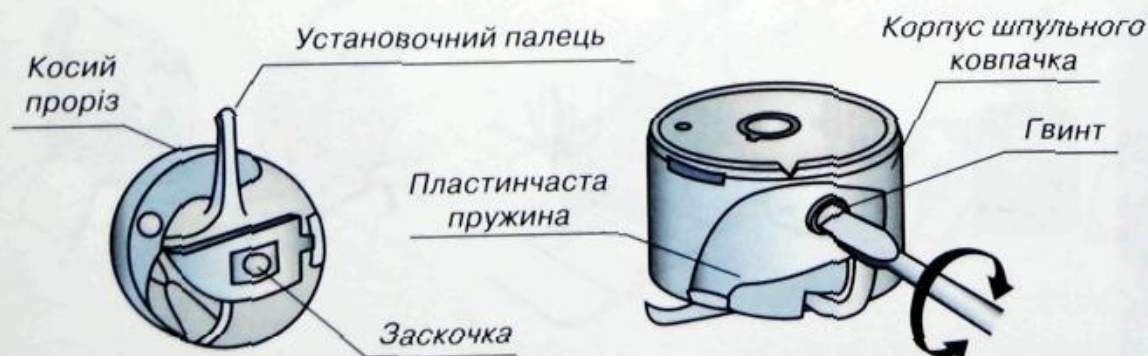 Установочний палець
Косий
проріз
Корпус шпульного
ковпачка
Гвинт
Пластинчаста
пружина
Заскочка